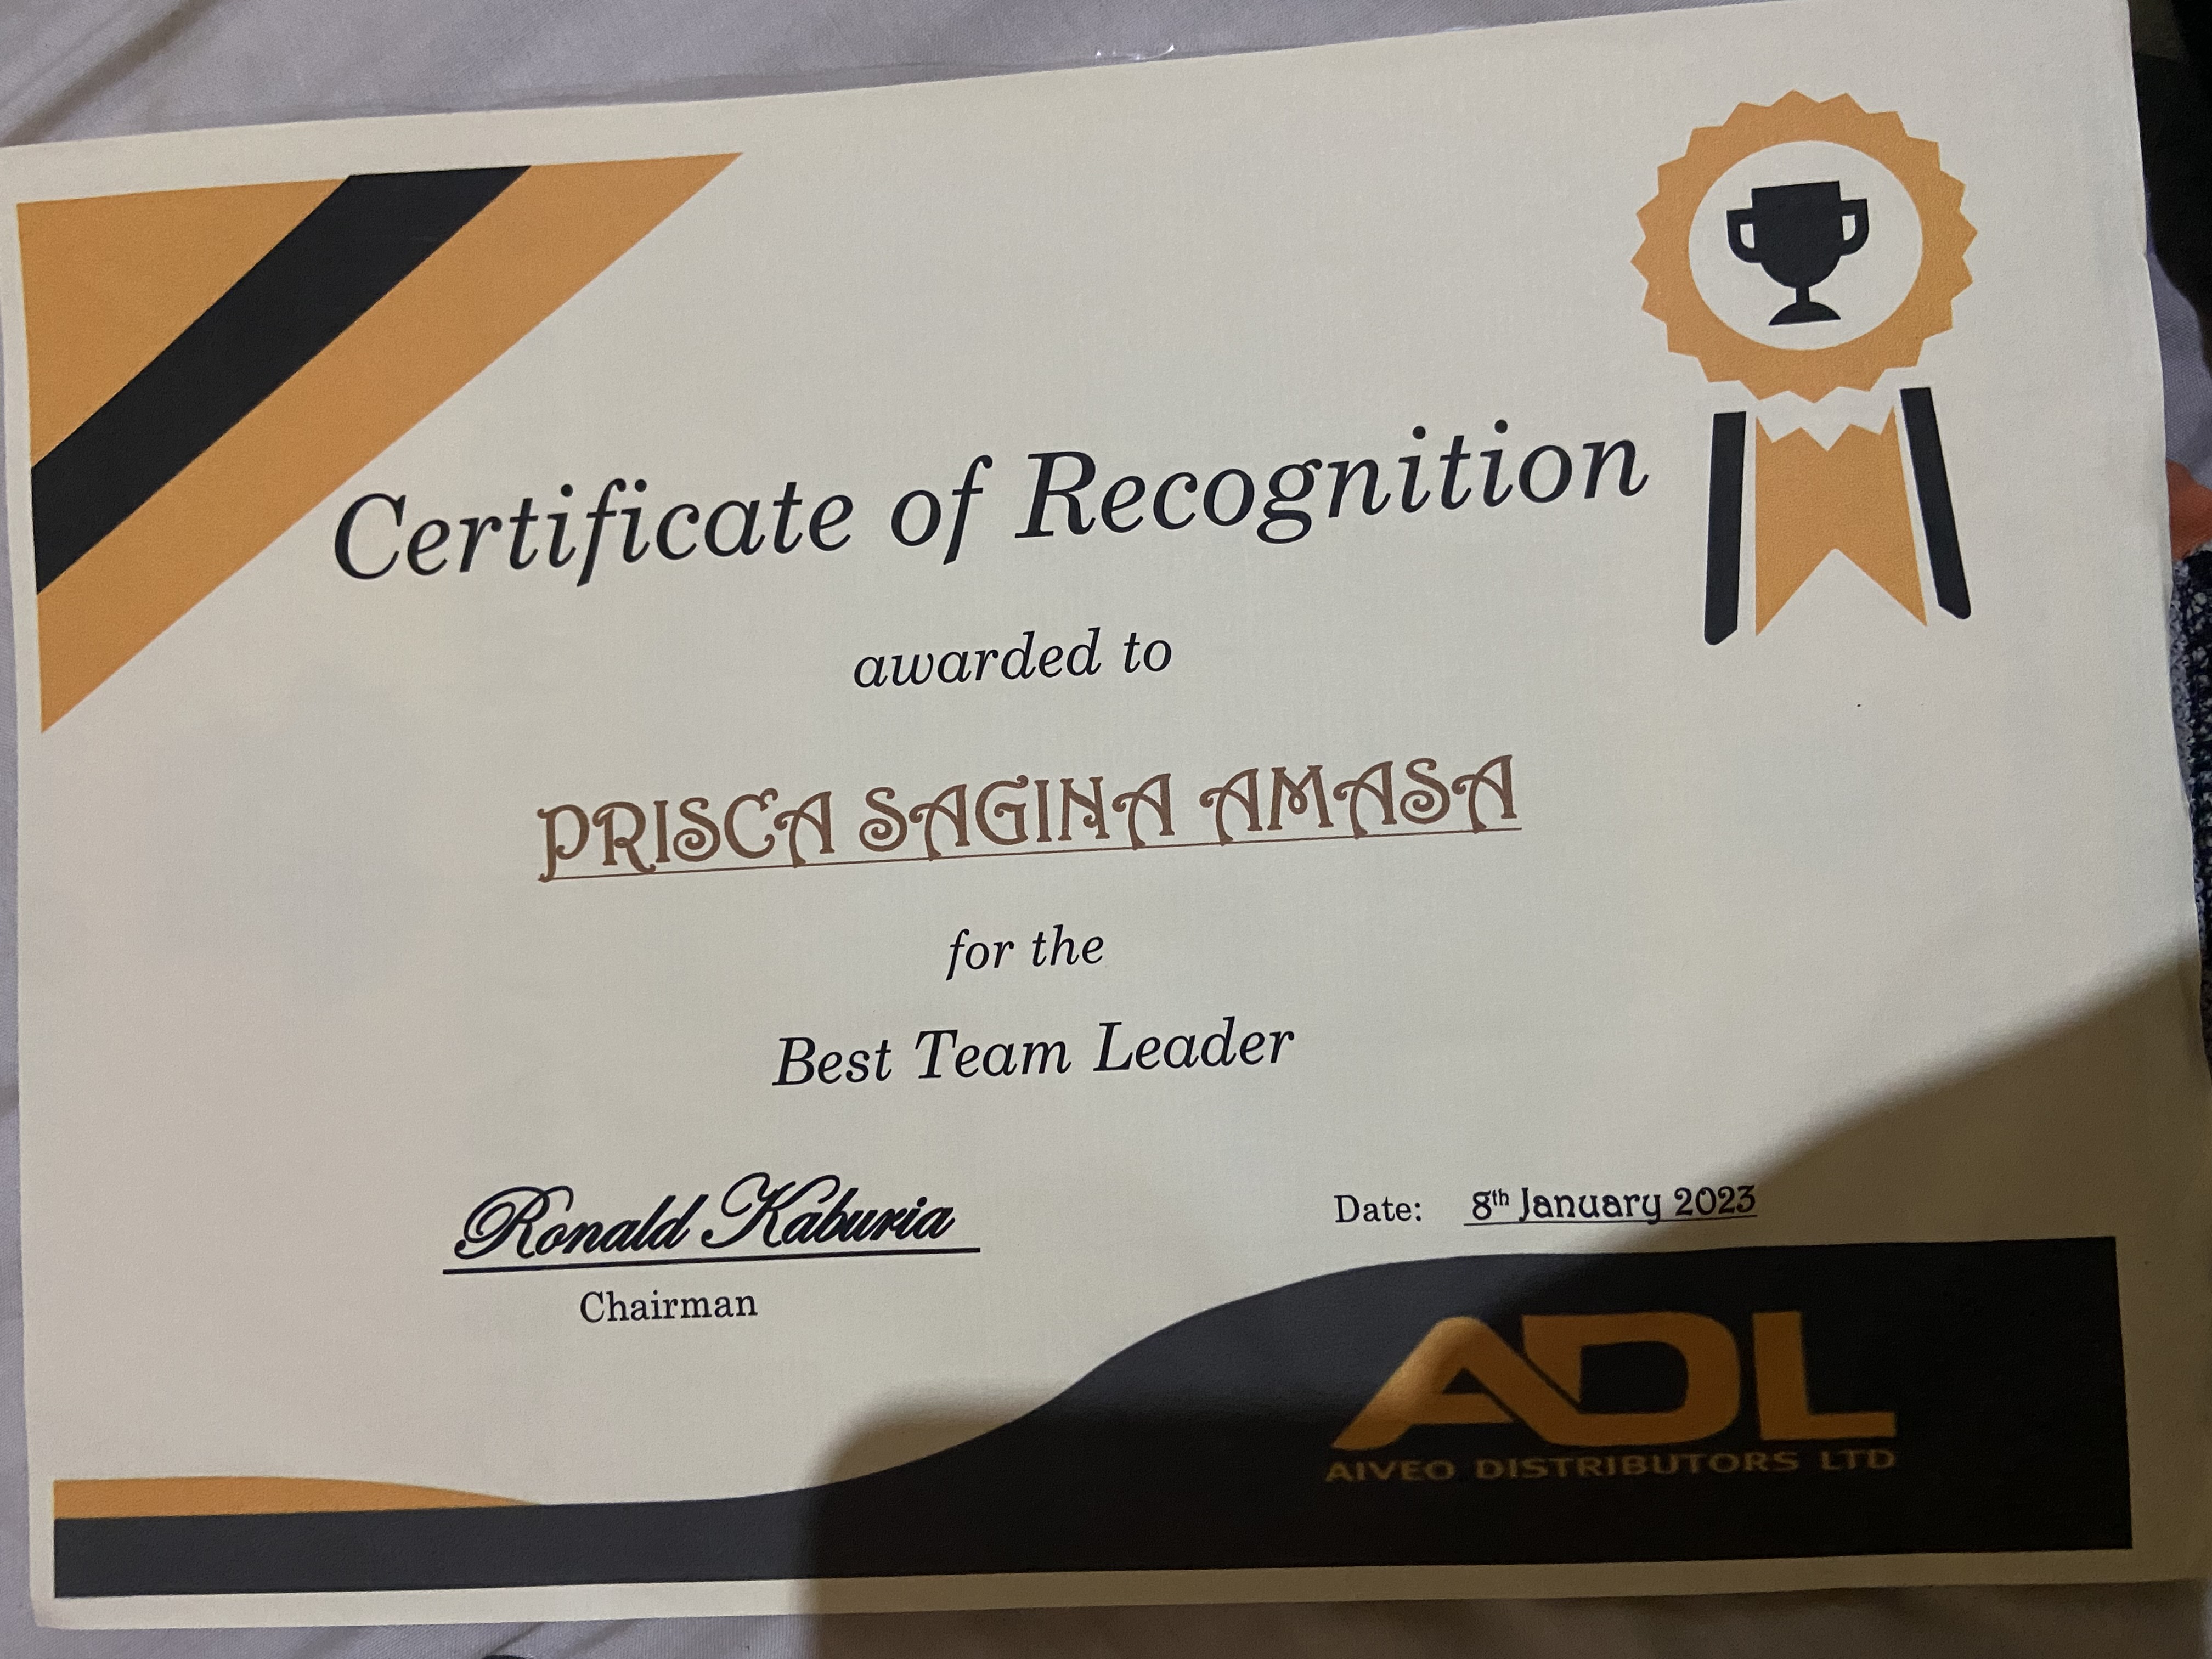 Certificate of Recognition
awarded to
PRISCA SAGINA AMASA
for the
Best Team Leader
Ronald Kaburia
Chairman
Date: 8th January 2023
ADL
AIVEO DISTRIBUTORS LTD